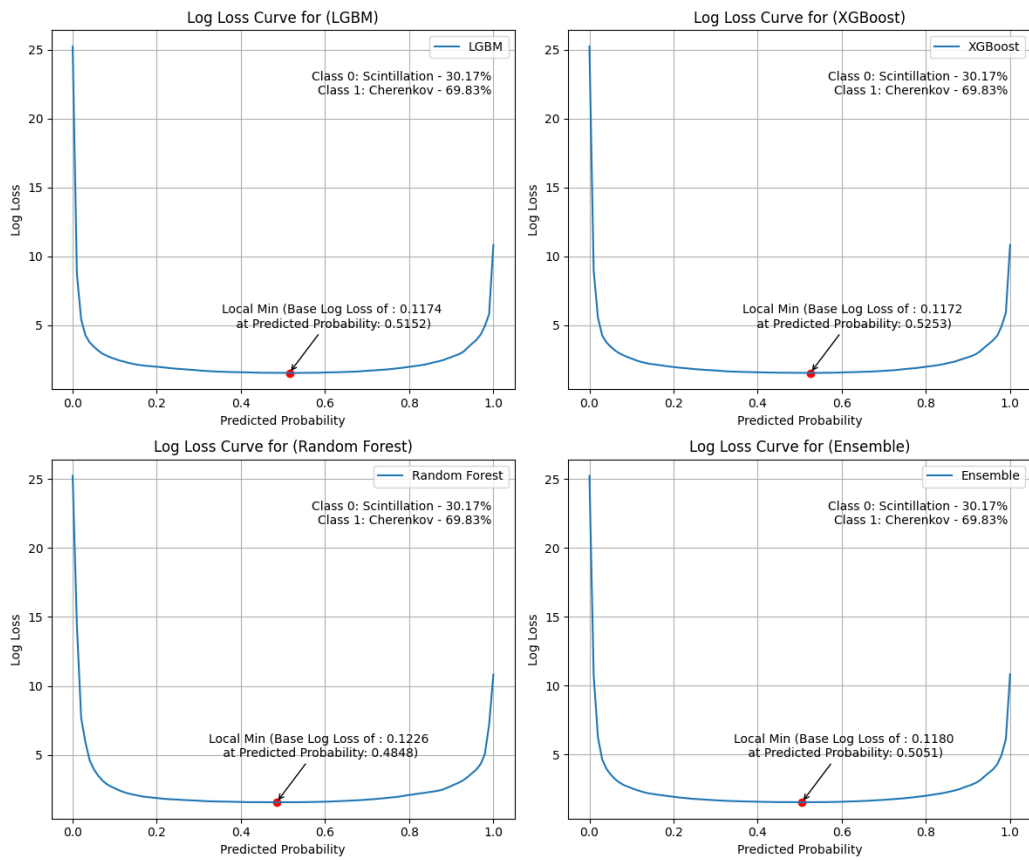 Log Loss Curve for (LGBM)
LGBM
Class 0: Scintillation - 30.17%
Class 1: Cherenkov - 69.83%
Local Min (Base Log Loss of : 0.1174
at Predicted Probability: 0.5152)
Log Loss
25
20
15
10
5
0.0 0.2 0.4 0.6 0.8 1.0
Predicted Probability
Log Loss Curve for (XGBoost)
XGBoost
Class 0: Scintillation - 30.17%
Class 1: Cherenkov - 69.83%
Local Min (Base Log Loss of : 0.1172
at Predicted Probability: 0.5253)
Log Loss
25
20
15
10
5
0.0 0.2 0.4 0.6 0.8 1.0
Predicted Probability
Log Loss Curve for (Random Forest)
Random Forest
Class 0: Scintillation - 30.17%
Class 1: Cherenkov - 69.83%
Local Min (Base Log Loss of : 0.1226
at Predicted Probability: 0.4848)
Log Loss
25
20
15
10
5
0.0 0.2 0.4 0.6 0.8 1.0
Predicted Probability
Log Loss Curve for (Ensemble)
Ensemble
Class 0: Scintillation - 30.17%
Class 1: Cherenkov - 69.83%
Local Min (Base Log Loss of : 0.1180
at Predicted Probability: 0.5051)
Log Loss
25
20
15
10
5
0.0 0.2 0.4 0.6 0.8 1.0
Predicted Probability